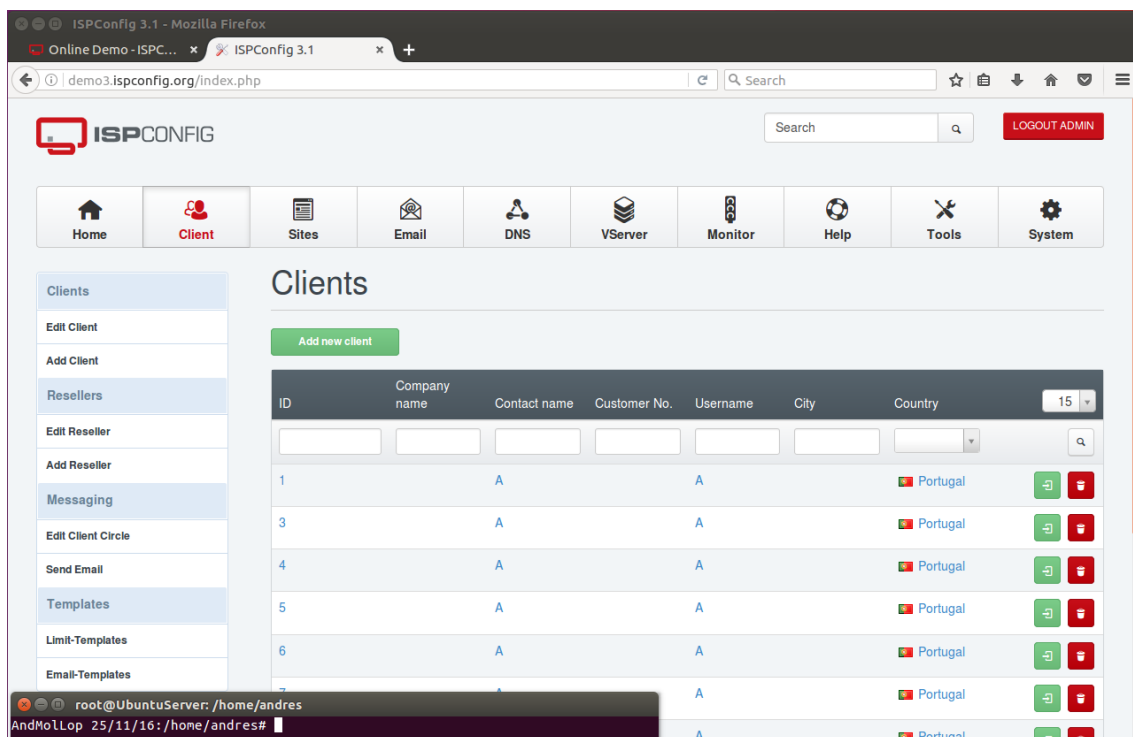 ISPConfig 3.1 - Mozilla Firefox
Online Demo - ISPC... × ISPConfig 3.1 × +
demo3.ispconfig.org/index.php Search
ISPCONFIG Search LOGOUT ADMIN
Home Client Sites Email DNS VServer Monitor Help Tools System
Clients
Edit Client
Add Client
Resellers
Edit Reseller
Add Reseller
Messaging
Edit Client Circle
Send Email
Templates
Limit-Templates
Email-Templates
Clients
Add new client
ID Company name Contact name Customer No. Username City Country 15
1 A A Portugal
3 A A Portugal
4 A A Portugal
5 A A Portugal
6 A A Portugal
A Portugal
A Portugal
root@UbuntuServer: /home/andres
AndMolLop 25/11/16:/home/andres#